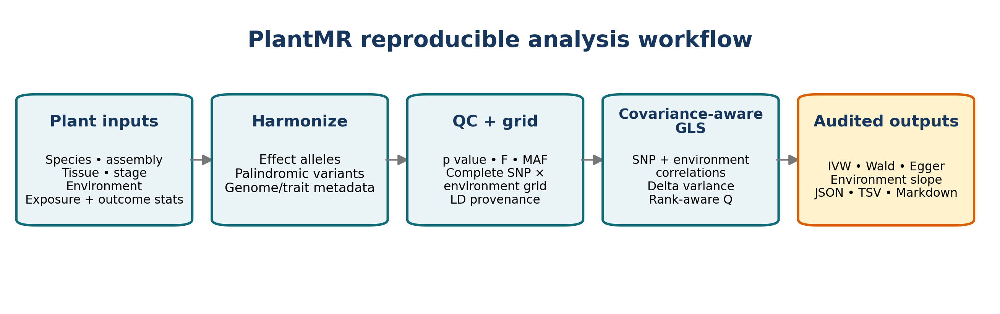 PlantMR reproducible analysis workflow
Plant inputs
Species • assembly
Tissue • stage
Environment
Exposure + outcome stats
Harmonize
Effect alleles
Palindromic variants
Genome/trait metadata
QC + grid
p value • F • MAF
Complete SNP ×
environment grid
LD provenance
Covariance-aware
GLS
SNP + environment
correlations
Delta variance
Rank-aware Q
Audited outputs
IVW • Wald • Egger
Environment slope
JSON • TSV • Markdown